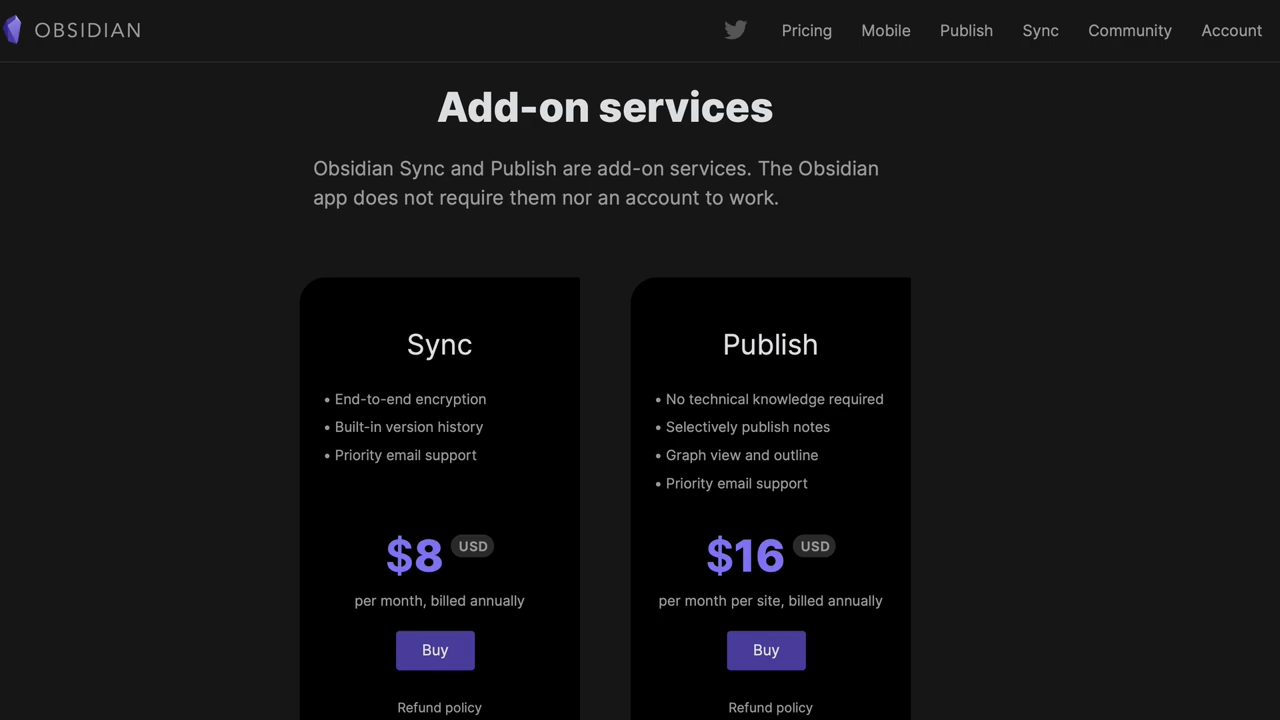 OBSIDIAN
Pricing
Mobile
Publish
Sync
Community
Account
Add-on services
Obsidian Sync and Publish are add-on services. The Obsidian
app does not require them nor an account to work.
Sync
• End-to-end encryption
• Built-in version history
• Priority email support
$8 USD
per month, billed annually
Buy
Refund policy
Publish
• No technical knowledge required
• Selectively publish notes
• Graph view and outline
• Priority email support
$16 USD
per month per site, billed annually
Buy
Refund policy